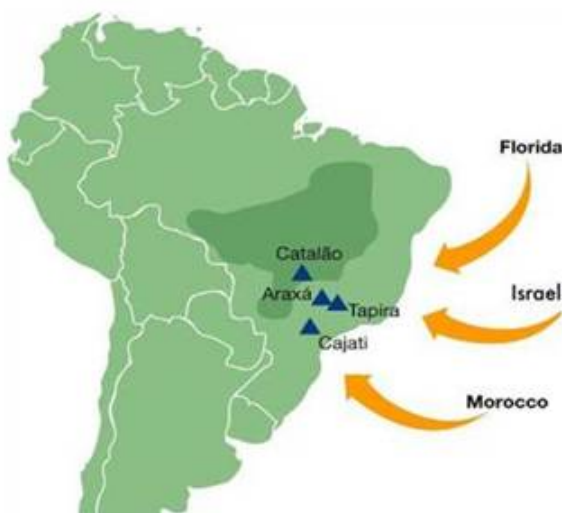 Florida
Catalão
Israel
Araxá
Tapira
Cajati
Morocco